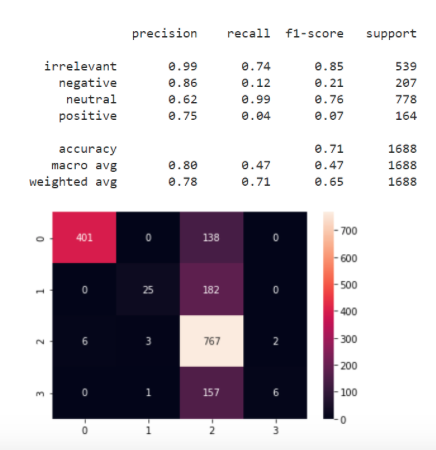 precision recall f1-score support
irrelevant 0.99 0.74 0.85 539
negative 0.86 0.12 0.21 207
neutral 0.62 0.99 0.76 778
positive 0.75 0.04 0.07 164
accuracy 0.71 1688
macro avg 0.80 0.47 0.47 1688
weighted avg 0.78 0.71 0.65 1688
0 401 0 138 0
1 0 25 182 0
2 6 3 767 2
3 0 1 157 6
0 1 2 3
700
600
500
400
300
200
100
0